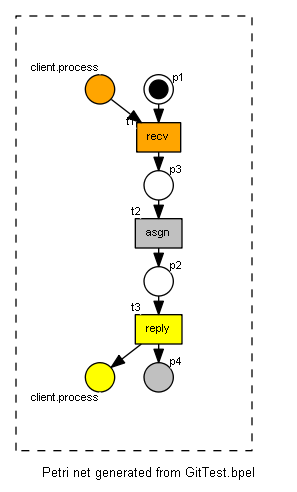 client.process
p1
t1
recv
p3
t2
asgn
p2
t3
reply
p4
client.process
Petri net generated from GitTest.bpel